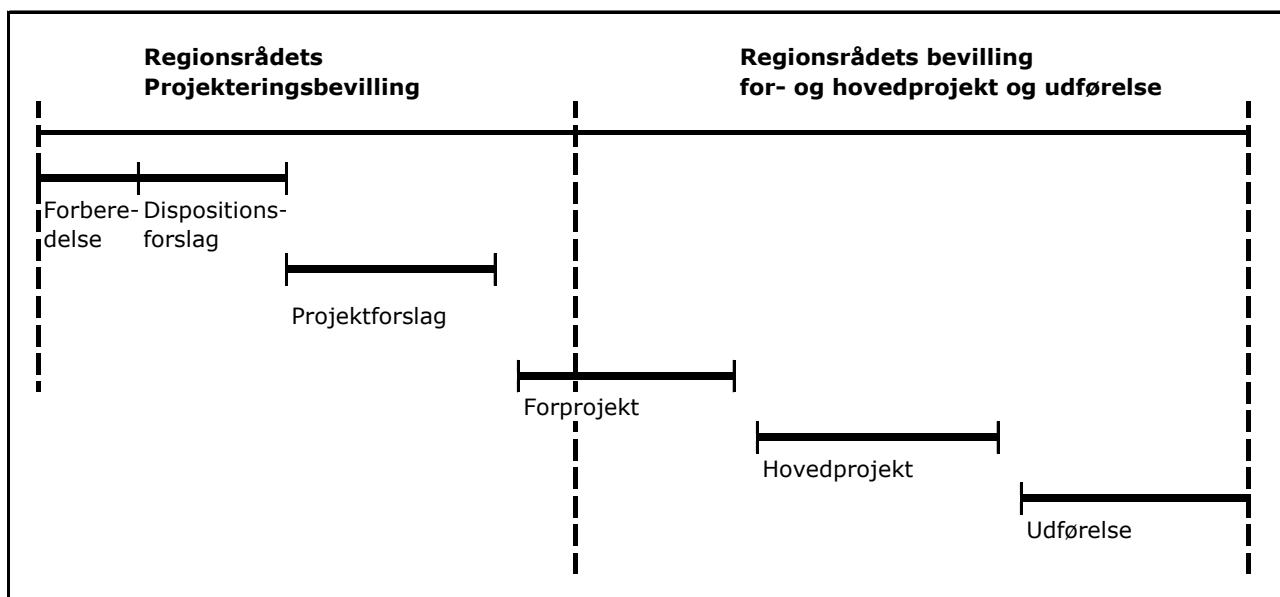 Regionsrådets
Projekteringsbevilling
Regionsrådets bevilling
for- og hovedprojekt og udførelse
Forbere-
delse
Dispositions-
forslag
Projektforslag
Forprojekt
Hovedprojekt
Udførelse